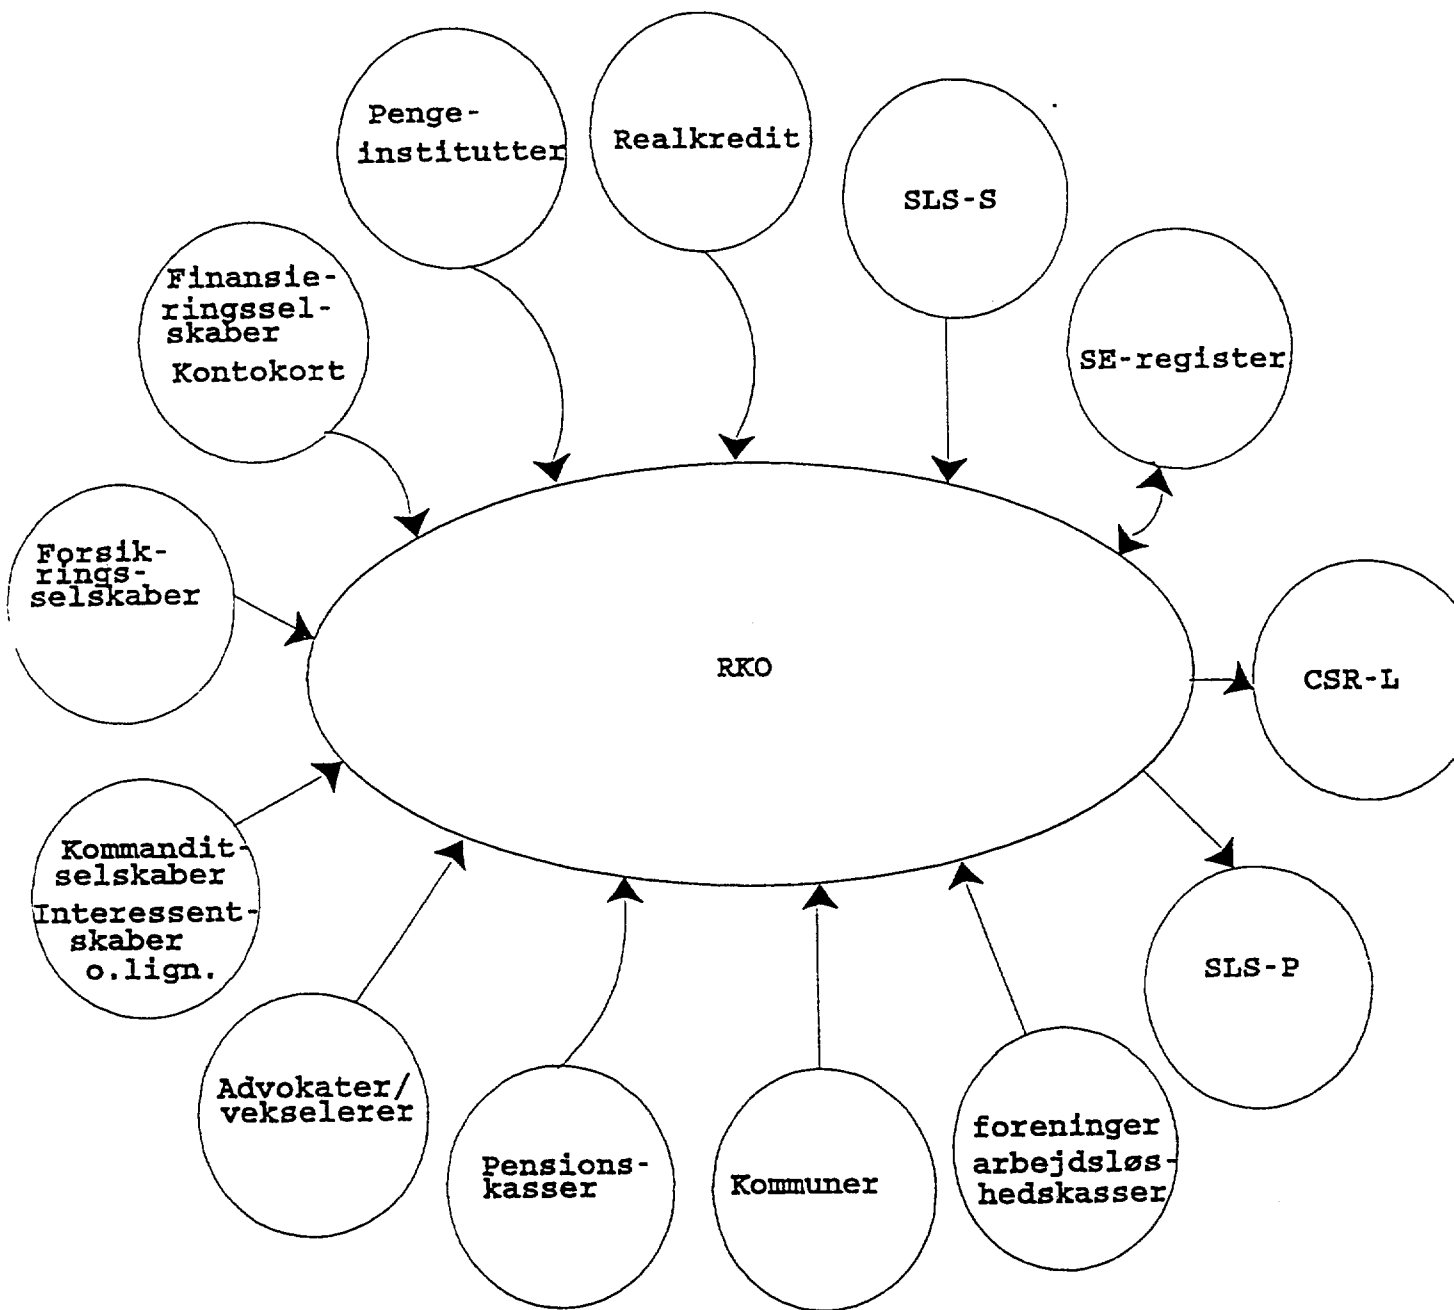 Penge-
institutter
Realkredit
SLS-S
SE-register
Finansie-
ringssel-
skaber
Kontokort
Forsik-
rings-
selskaber
RKO
CSR-L
Kommandit-
selskaber
Interessent-
skaber
o.lign.
SLS-P
Advokater/
vekselerer
Pensions-
kasser
Kommuner
foreninger
arbejdsløs-
hedskasser